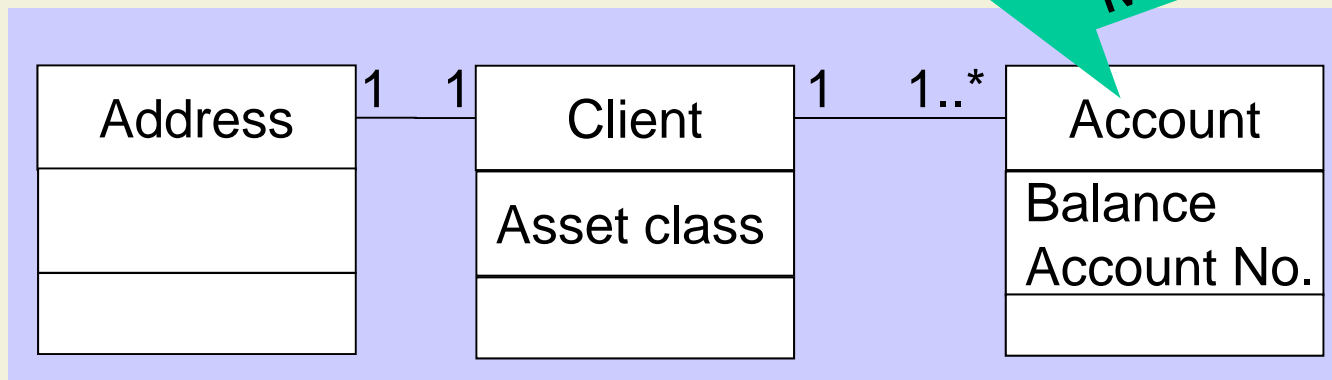 Address 1 1 Client 1 1..* Account
Asset class
Balance
Account No.